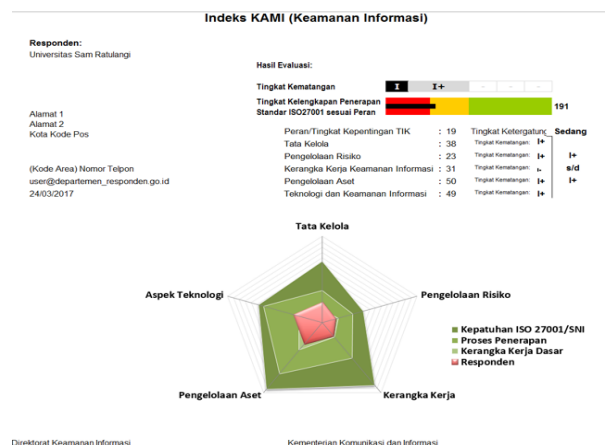 Indeks KAMI (Keamanan Informasi)
Responden:
Universitas Sam Ratulangi
Alamat 1
Alamat 2
Kota Kode Pos
(Kode Area) Nomor Telpon
user@departemen_responden.go.id
24/03/2017
Hasil Evaluasi:
Tingkat Kematangan I I+ - - -
Tingkat Kelengkapan Penerapan
Standar ISO27001 sesuai Peran 191
Peran/Tingkat Kepentingan TIK : 19 Tingkat Ketergatung Sedang
Tata Kelola : 38 Tingkat Kematangan: I+
Pengelolaan Risiko : 23 Tingkat Kematangan: I+ I+
Kerangka Kerja Keamanan Informasi : 31 Tingkat Kematangan: s/d
Pengelolaan Aset : 50 Tingkat Kematangan: I+ I+
Teknologi dan Keamanan Informasi : 49 Tingkat Kematangan: I+
Tata Kelola
Aspek Teknologi
Pengelolaan Risiko
Pengelolaan Aset
Kerangka Kerja
Kepatuhan ISO 27001/SNI
Proses Penerapan
Kerangka Kerja Dasar
Responden
Direktorat Keamanan Informasi Kementerian Komunikasi dan Informasi